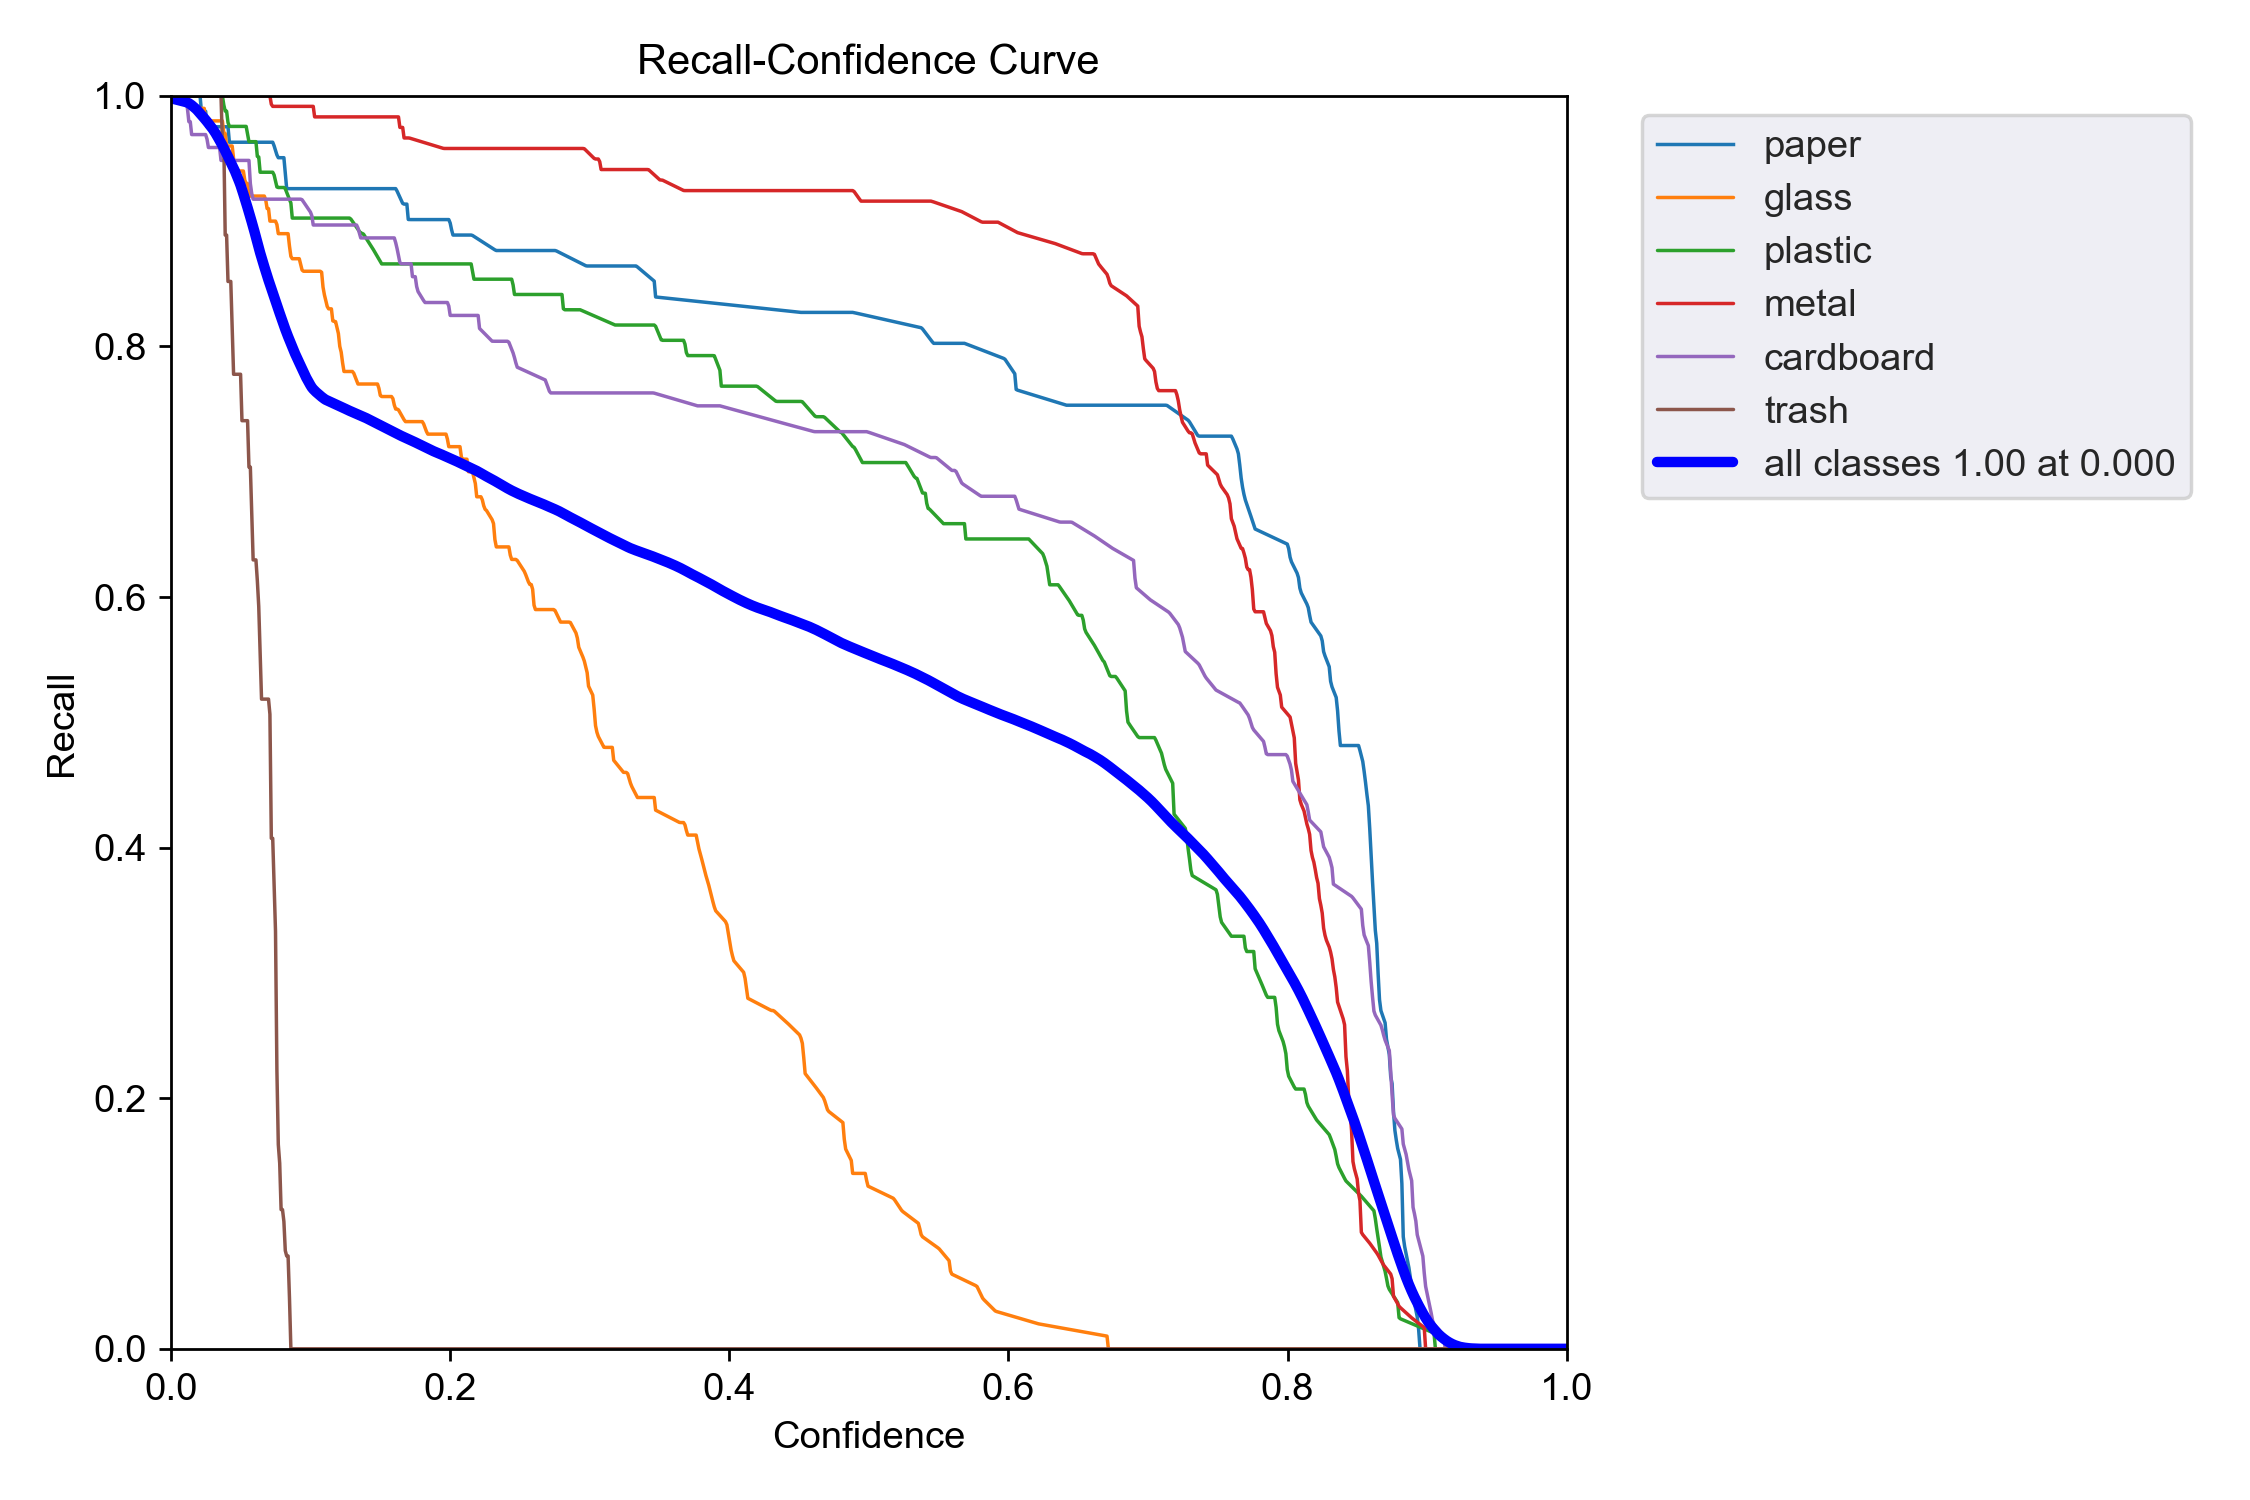 Recall-Confidence Curve
1.0
0.8
0.6
0.4
0.2
0.0
Recall
0.0 0.2 0.4 0.6 0.8 1.0
Confidence
paper
glass
plastic
metal
cardboard
trash
all classes 1.00 at 0.000